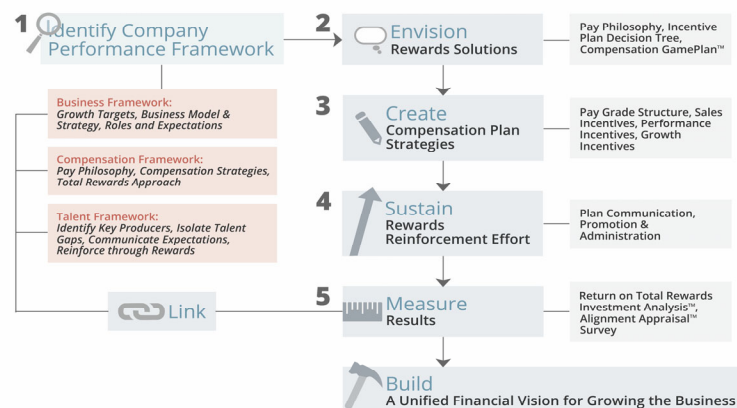 1
Identify Company
Performance Framework
Business Framework:
Growth Targets, Business Model &
Strategy, Roles and Expectations
Compensation Framework:
Pay Philosophy, Compensation Strategies,
Total Rewards Approach
Talent Framework:
Identify Key Producers, Isolate Talent
Gaps, Communicate Expectations,
Reinforce through Rewards
Link
2
Envision
Rewards Solutions
Pay Philosophy, Incentive
Plan Decision Tree,
Compensation GamePlan™
3
Create
Compensation Plan
Strategies
Pay Grade Structure, Sales
Incentives, Performance
Incentives, Growth
Incentives
4
Sustain
Rewards
Reinforcement Effort
Plan Communication,
Promotion &
Administration
5
Measure
Results
Return on Total Rewards
Investment Analysis™,
Alignment Appraisal™
Survey
Build
A Unified Financial Vision for Growing the Business